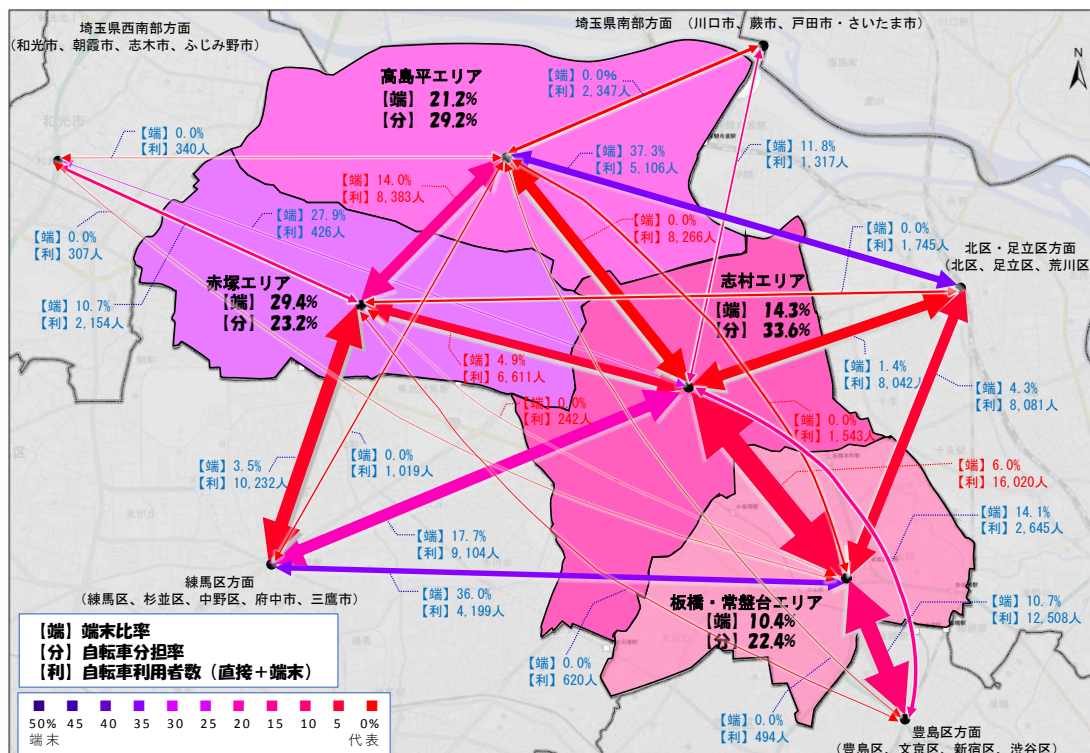 埼玉県西南部方面
（和光市、朝霞市、志木市、ふじみ野市）
埼玉県南部方面　（川口市、蕨市、戸田市・さいたま市）
N
高島平エリア
【端】 21.2%
【分】 29.2%
【端】0.0%
【利】2,347人
【端】0.0%
【利】340人
【端】37.3%
【利】5,106人
【端】11.8%
【利】1,317人
【端】14.0%
【利】8,383人
【端】27.9%
【利】426人
【端】0.0%
【利】8,266人
【端】0.0%
【利】1,745人
【端】0.0%
【利】307人
北区・足立区方面
（北区、足立区、荒川区
赤塚エリア
【端】 29.4%
【分】 23.2%
志村エリア
【端】 14.3%
【分】 33.6%
【端】10.7%
【利】2,154人
【端】4.9%
【利】6,611人
【端】1.4%
【利】8,042人
【端】4.3%
【利】8,081人
【端】0.0%
【利】242人
【端】0.0%
【利】1,543人
【端】3.5%
【利】10,232人
【端】0.0%
【利】1,019人
【端】6.0%
【利】16,020人
【端】14.1%
【利】2,645人
【端】17.7%
【利】9,104人
練馬区方面
（練馬区、杉並区、中野区、府中市、三鷹市）
【端】36.0%
【利】4,199人
板橋・常盤台エリア
【端】 10.4%
【分】 22.4%
【端】10.7%
【利】12,508人
【端】0.0%
【利】620人
【端】0.0%
【利】494人
豊島区方面
（豊島区、文京区、新宿区、渋谷区）
【端】端末比率
【分】自転車分担率
【利】自転車利用者数（直接＋端末）
50% 45 40 35 30 25 20 15 10 5 0%
端末 代表